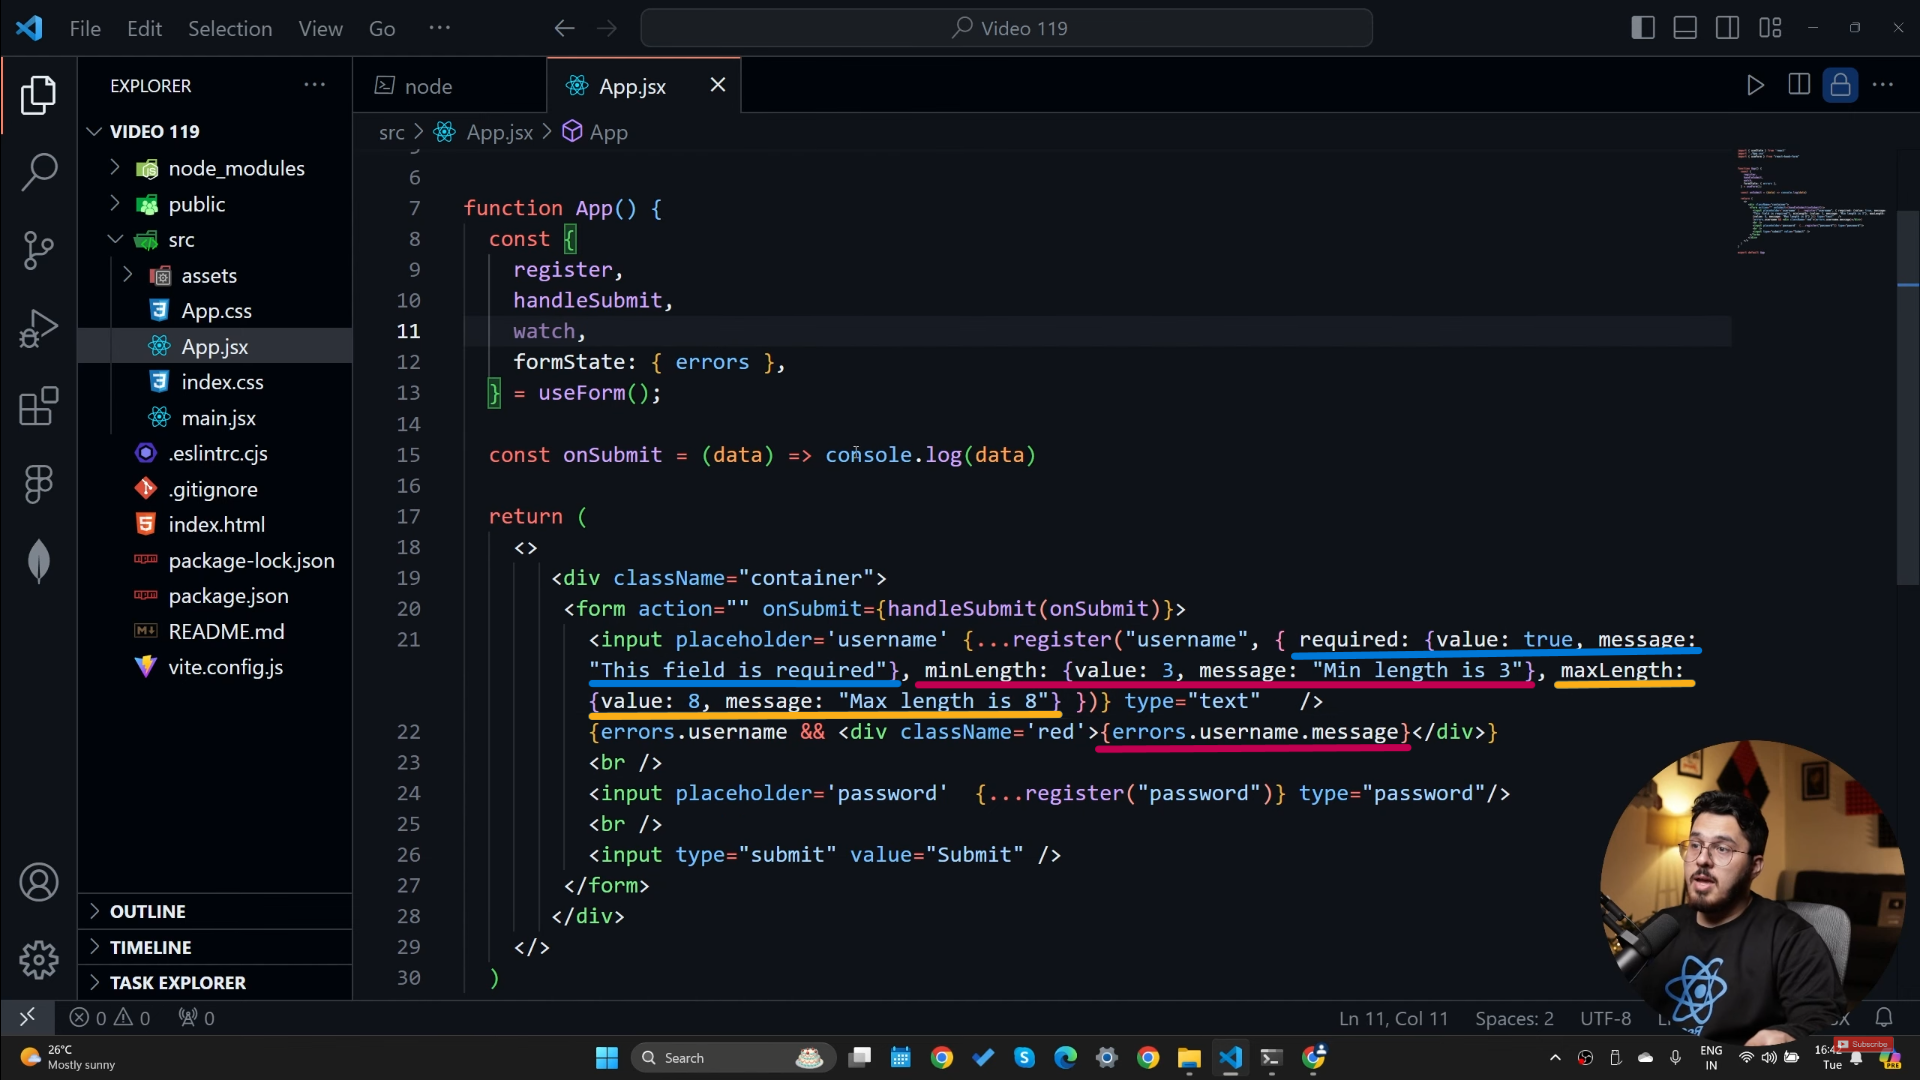 File Edit Selection View Go ···
Video 119
EXPLORER ···
node
App.jsx
src > App.jsx > App
VIDEO 119
node_modules
public
src
assets
App.css
App.jsx
index.css
main.jsx
.eslintrc.cjs
.gitignore
index.html
package-lock.json
package.json
README.md
vite.config.js
OUTLINE
TIMELINE
TASK EXPLORER
6
7 function App() {
8 const {
9 register,
10 handleSubmit,
11 watch,
12 formState: { errors },
13 } = useForm();
14
15 const onSubmit = (data) => console.log(data)
16
17 return (
18 <>
19 <div className="container">
20 <form action="" onSubmit={handleSubmit(onSubmit)}>
21 <input placeholder='username' {...register("username", { required: {value: true, message:
"This field is required"}, minLength: {value: 3, message: "Min length is 3"}, maxLength:
{value: 8, message: "Max length is 8"} })} type="text" />
22 {errors.username && <div className='red'>{errors.username.message}</div>}
23 <br />
24 <input placeholder='password' {...register("password")} type="password"/>
25 <br />
26 <input type="submit" value="Submit" />
27 </form>
28 </div>
29 </>
30 )
0 0 0
Ln 11, Col 11 Spaces: 2 UTF-8
26°C
Mostly sunny
Search
ENG
IN
Tue
Subscribe
PRE